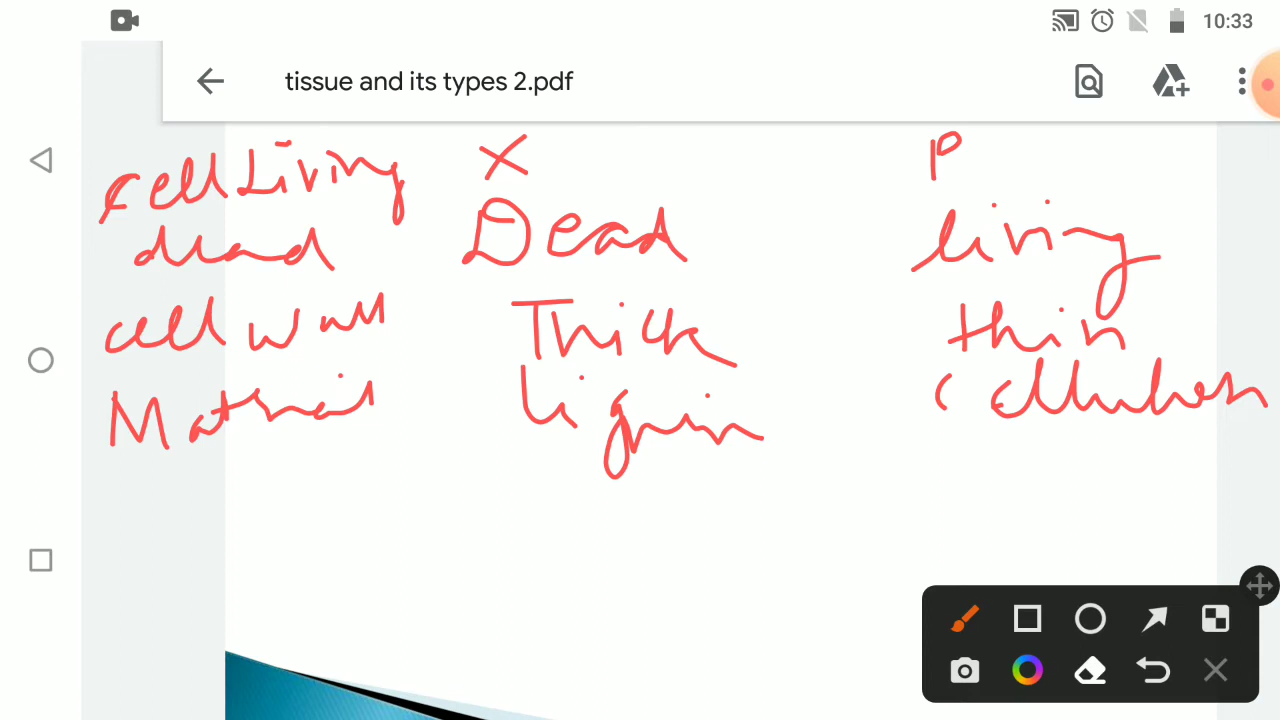 10:33
tissue and its types 2.pdf
X P
Cell Living
dead Dead living
cell wall Thick thin
Material Lignin